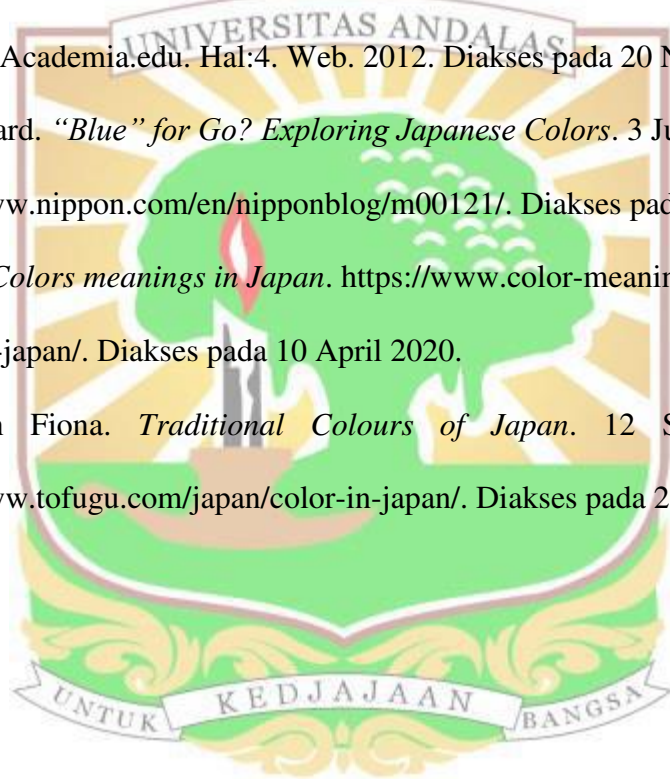 UNIVERSITAS ANDALAS
Academia.edu. Hal:4. Web. 2012. Diakses pada 20 N
ard. “Blue” for Go? Exploring Japanese Colors. 3 Ju
w.nippon.com/en/nipponblog/m00121/. Diakses pad
Colors meanings in Japan. https://www.color-meanin
-japan/. Diakses pada 10 April 2020.
n Fiona. Traditional Colours of Japan. 12 S
w.tofugu.com/japan/color-in-japan/. Diakses pada 2
UNTUK KEDJAJAAN BANGSA